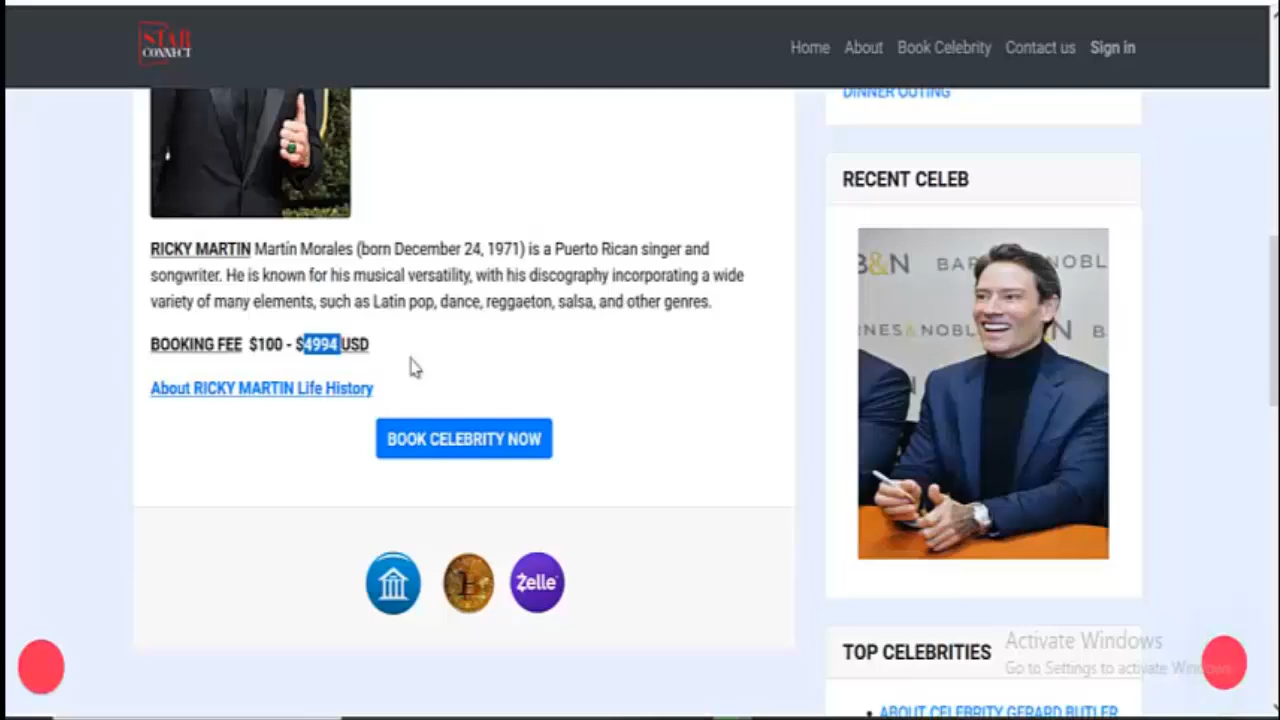 STAR
CONNECT
Home
About
Book Celebrity
Contact us
Sign in
DINNER OUTING
RECENT CELEB
B&N BAR NOBL
NES&NOBL N B
RICKY MARTIN Martín Morales (born December 24, 1971) is a Puerto Rican singer and
songwriter. He is known for his musical versatility, with his discography incorporating a wide
variety of many elements, such as Latin pop, dance, reggaeton, salsa, and other genres.
BOOKING FEE $100 - $4994 USD
About RICKY MARTIN Life History
BOOK CELEBRITY NOW
Zelle
TOP CELEBRITIES
Activate Windows
Go to Settings to activate Windows.
ABOUT CELEBRITY GERARD BUTLER